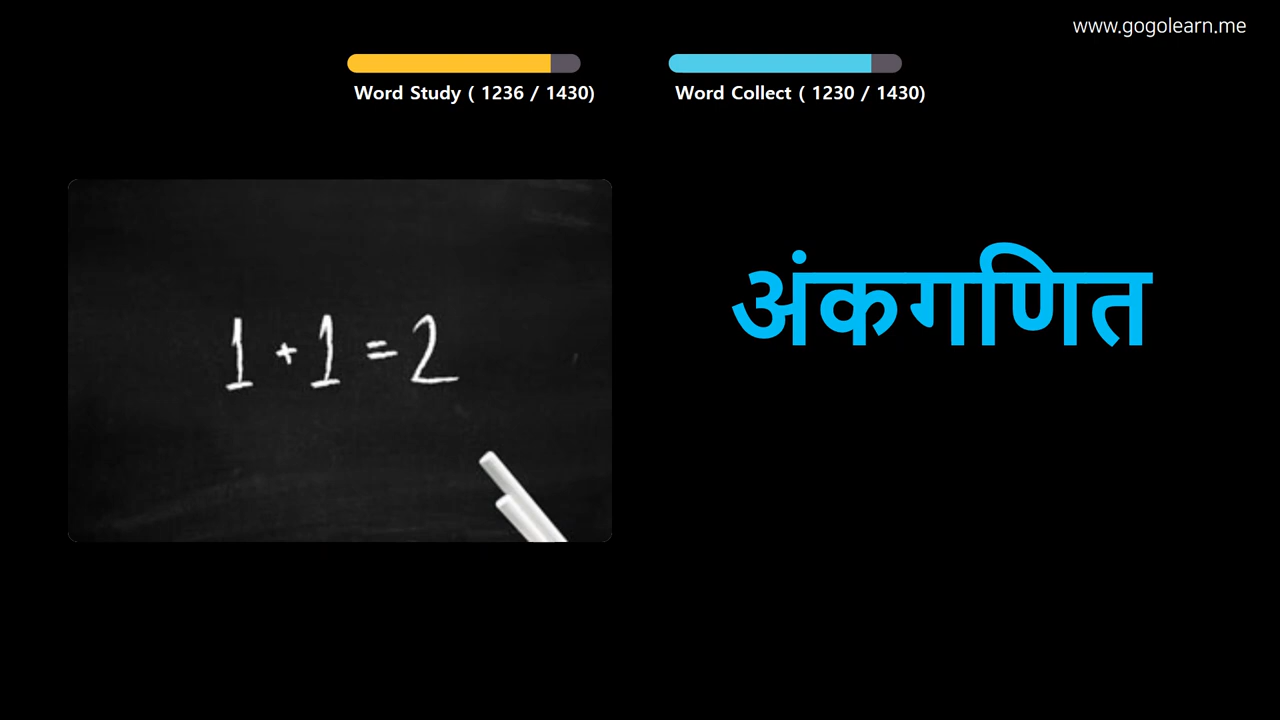 www.gogolearn.me
Word Study ( 1236 / 1430)
Word Collect ( 1230 / 1430)
अंकगणित
1 + 1 = 2